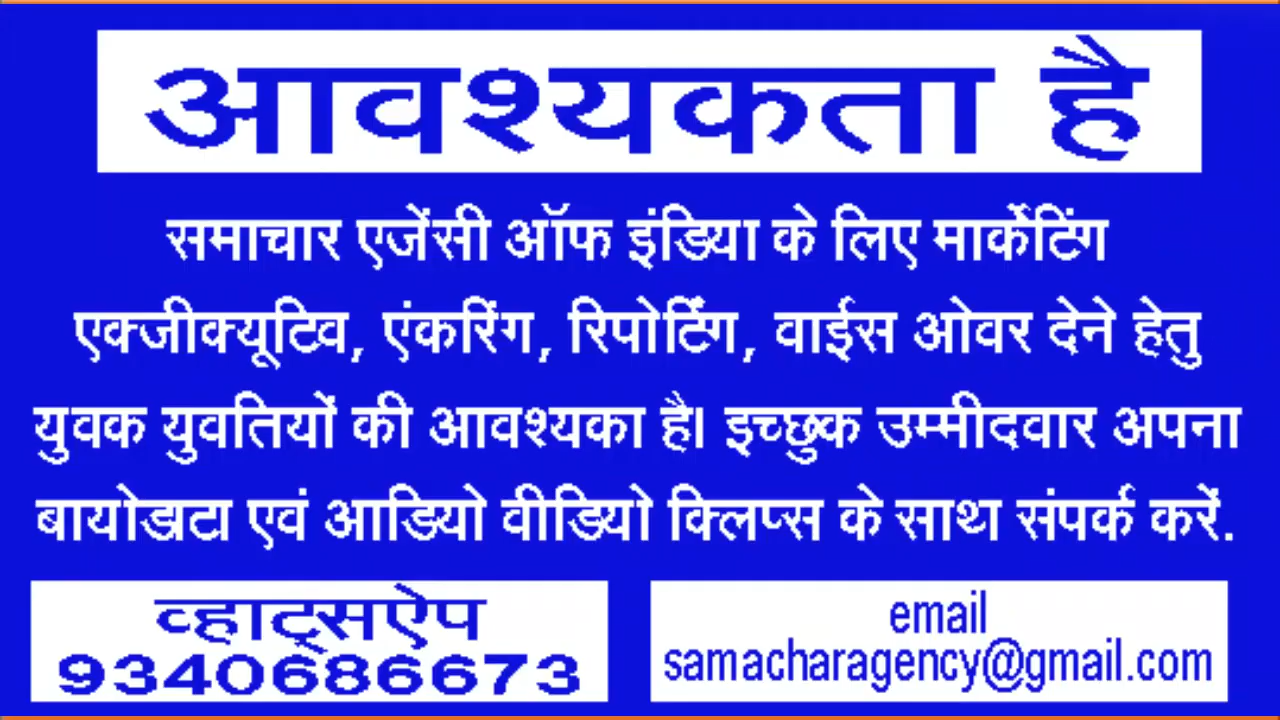 आवश्यकता है
समाचार एजेंसी ऑफ इंडिया के लिए मार्केटिंग
एक्जीक्यूटिव, एंकरिंग, रिपोर्टिंग, वाईस ओवर देने हेतु
युवक युवतियों की आवश्यका है। इच्छुक उम्मीदवार अपना
बायोडाटा एवं आडियो वीडियो क्लिप्स के साथ संपर्क करें.
व्हाट्सऐप
9340686673
email
samacharagency@gmail.com